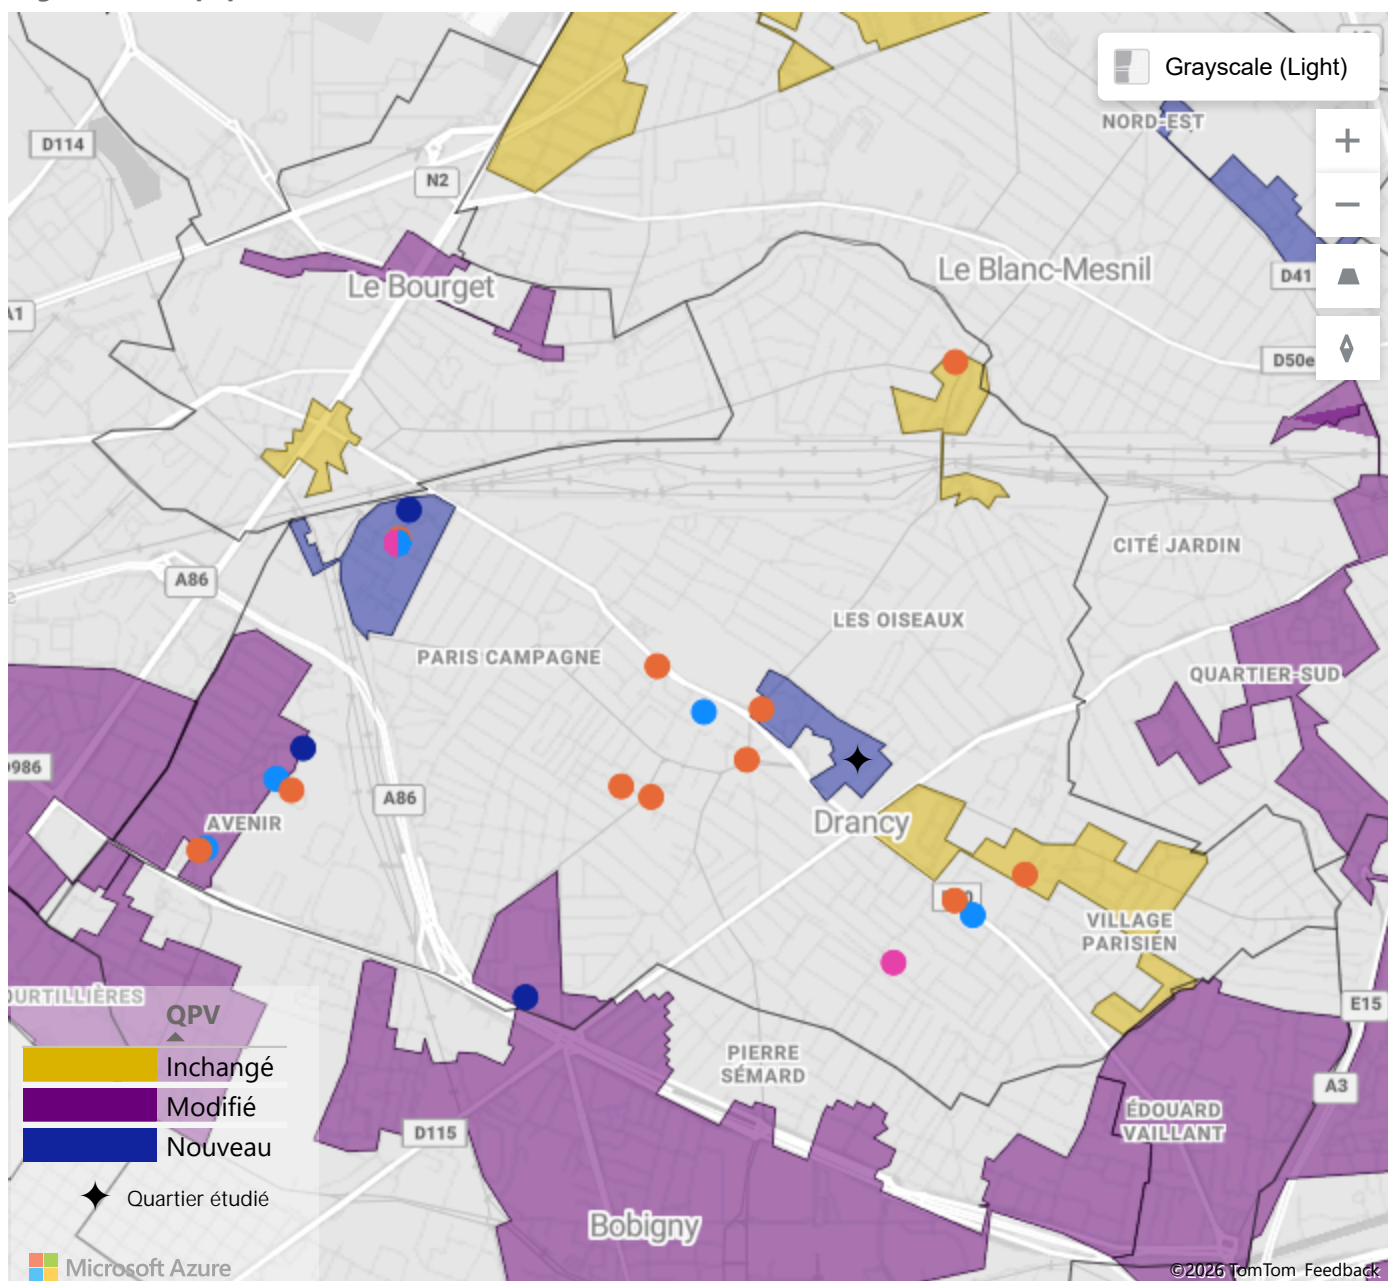 Grayscale (Light)
NORD-EST
D114
N2
Le Blanc-Mesnil
D41
Le Bourget
A1
D50e
CITÉ JARDIN
A86
LES OISEAUX
PARIS CAMPAGNE
QUARTIER-SUD
D986
A86
AVENIR
Drancy
VILLAGE
PARISIEN
OURTILLIÈRES
E15
QPV
Inchangé
PIERRE
SÉMARD
A3
Modifié
ÉDOUARD
VAILLANT
D115
Nouveau
Quartier étudié
Bobigny
Microsoft Azure
©2026 TomTom Feedback